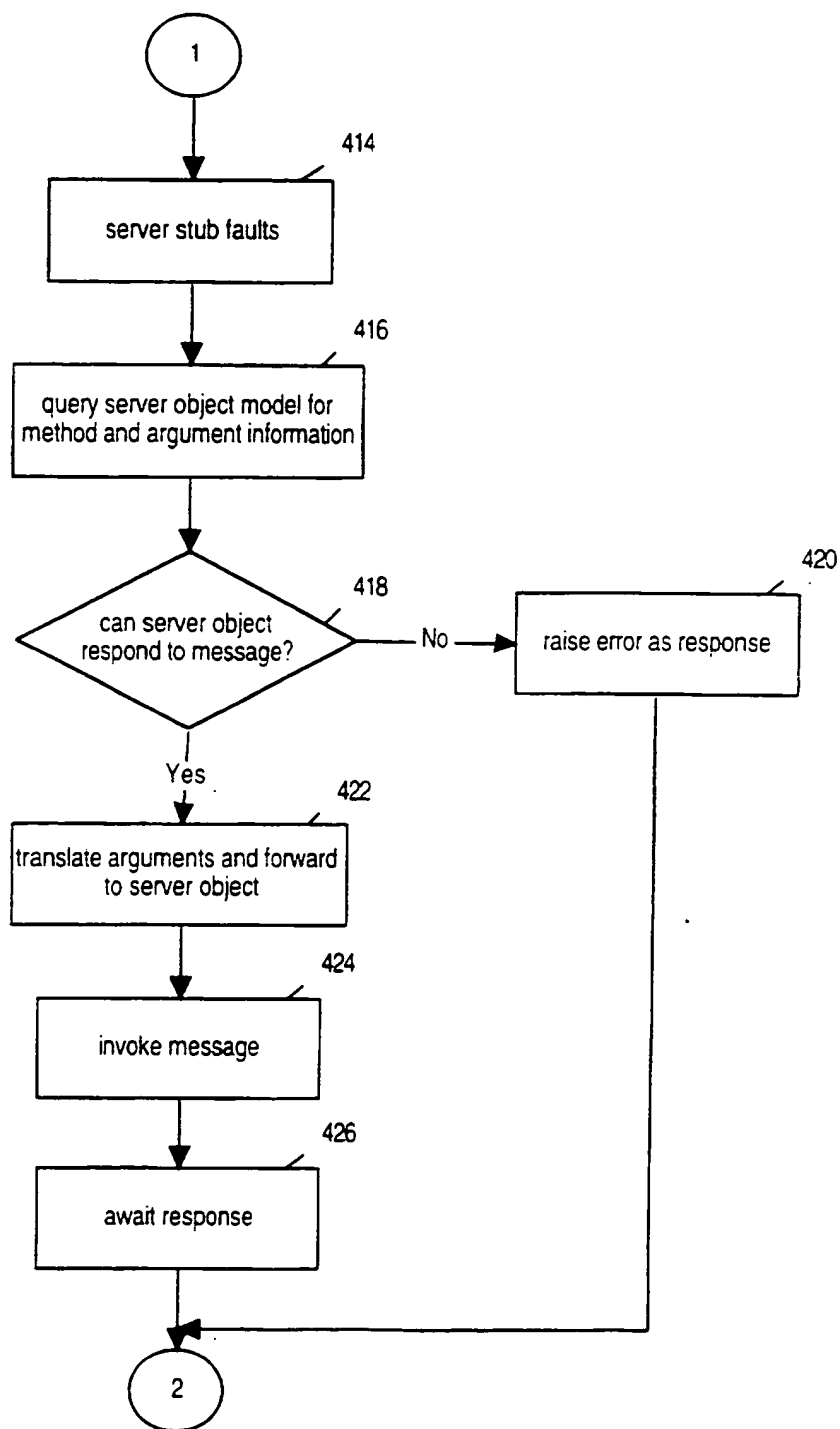 1
414
server stub faults
416
query server object model for
method and argument information
418
can server object
respond to message?
No
420
raise error as response
Yes
422
translate arguments and forward
to server object
424
invoke message
426
await response
2